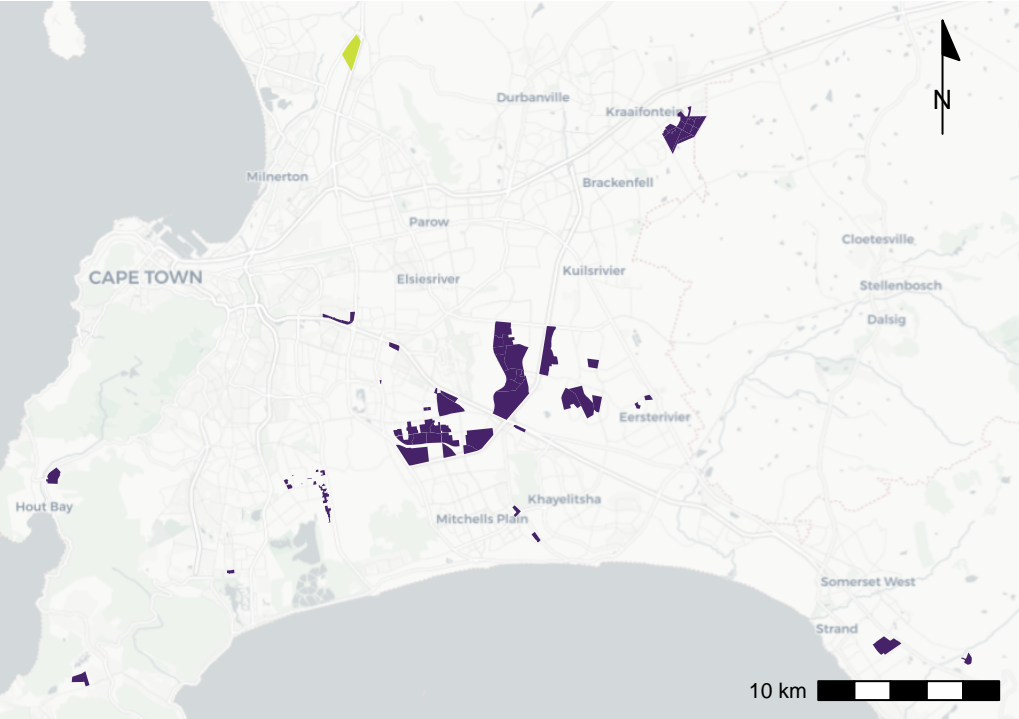 Durbanville
Kraaifontein
N
Milnerton
Brackenfell
Parow
Cloetesville
CAPE TOWN
Elsiesriver
Kuilsrivier
Stellenbosch
Dalsig
Eersterivier
Hout Bay
Khayelitsha
Mitchells Plain
Somerset West
Strand
10 km